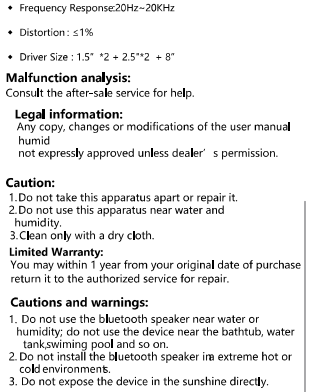 ◆ Frequency Response:20Hz~20KHz
◆ Distortion : ≤1%
◆ Driver Size : 1.5" *2 + 2.5"*2 + 8"
Malfunction analysis:
Consult the after-sale service for help.
Legal information:
Any copy, changes or modifications of the user manual
humid
not expressly approved unless dealer' s permission.
Caution:
1.Do not take this apparatus apart or repair it.
2.Do not use this apparatus near water and
humidity.
3.Clean only with a dry cloth.
Limited Warranty:
You may within 1 year from your original date of purchase
return it to the authorized service for repair.
Cautions and warnings:
1. Do not use the bluetooth speaker near water or
humidity; do not use the device near the bathtub, water
tank,swiming pool and so on.
2. Do not install the bluetooth speaker in extreme hot or
cold environments.
3. Do not expose the device in the sunshine directly.